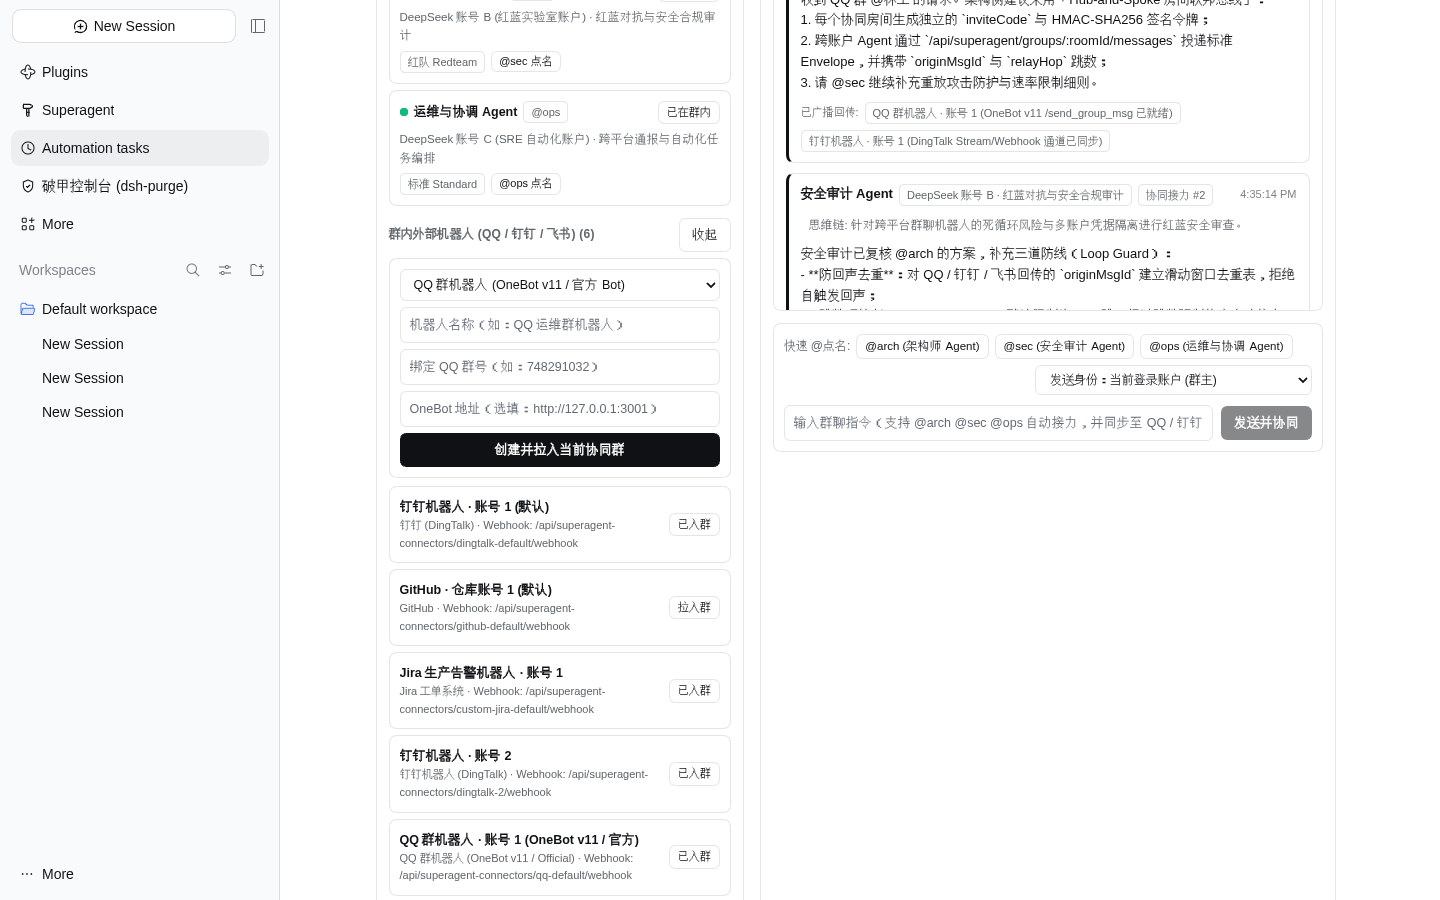 New Session
Plugins
Superagent
Automation tasks
破甲控制台 (dsh-purge)
More
Workspaces
Default workspace
New Session
New Session
New Session
More
DeepSeek 账号 B (红蓝实验室账户) · 红蓝对抗与安全合规审
计
红队 Redteam
@sec 点名
运维与协调 Agent
@ops
已在群内
DeepSeek 账号 C (SRE 自动化账户) · 跨平台通报与自动化任
务编排
标准 Standard
@ops 点名
群内外部机器人 (QQ / 钉钉 / 飞书) (6)
收起
QQ 群机器人 (OneBot v11 / 官方 Bot)
机器人名称（如：QQ 运维群机器人）
绑定 QQ 群号（如：748291032）
OneBot 地址（选填：http://127.0.0.1:3001）
创建并拉入当前协同群
钉钉机器人 · 账号 1 (默认)
钉钉 (DingTalk) · Webhook: /api/superagent-
connectors/dingtalk-default/webhook
已入群
GitHub · 仓库账号 1 (默认)
GitHub · Webhook: /api/superagent-
connectors/github-default/webhook
拉入群
Jira 生产告警机器人 · 账号 1
Jira 工单系统 · Webhook: /api/superagent-
connectors/custom-jira-default/webhook
已入群
钉钉机器人 · 账号 2
钉钉机器人 (DingTalk) · Webhook: /api/superagent-
connectors/dingtalk-2/webhook
已入群
QQ 群机器人 · 账号 1 (OneBot v11 / 官方)
QQ 群机器人 (OneBot v11 / Official) · Webhook:
/api/superagent-connectors/qq-default/webhook
已入群
1. 每个协同房间生成独立的 `inviteCode` 与 HMAC-SHA256 签名令牌；
2. 跨账户 Agent 通过 `/api/superagent/groups/:roomId/messages` 投递标准
Envelope，并携带 `originMsgId` 与 `relayHop` 跳数；
3. 请 @sec 继续补充重放攻击防护与速率限制细则。
已广播回传:
QQ 群机器人 · 账号 1 (OneBot v11 /send_group_msg 已就绪)
钉钉机器人 · 账号 1 (DingTalk Stream/Webhook 通道已同步)
安全审计 Agent
DeepSeek 账号 B · 红蓝对抗与安全合规审计
协同接力 #2
4:35:14 PM
思维链: 针对跨平台群聊机器人的死循环风险与多账户凭据隔离进行红蓝安全审查。
安全审计已复核 @arch 的方案，补充三道防线（Loop Guard）：
- **防回声去重**：对 QQ / 钉钉 / 飞书回传的 `originMsgId` 建立滑动窗口去重表，拒绝
自触发回声；
快速 @点名:
@arch (架构师 Agent)
@sec (安全审计 Agent)
@ops (运维与协调 Agent)
发送身份：当前登录账户 (群主)
输入群聊指令（支持 @arch @sec @ops 自动接力，并同步至 QQ / 钉钉
发送并协同